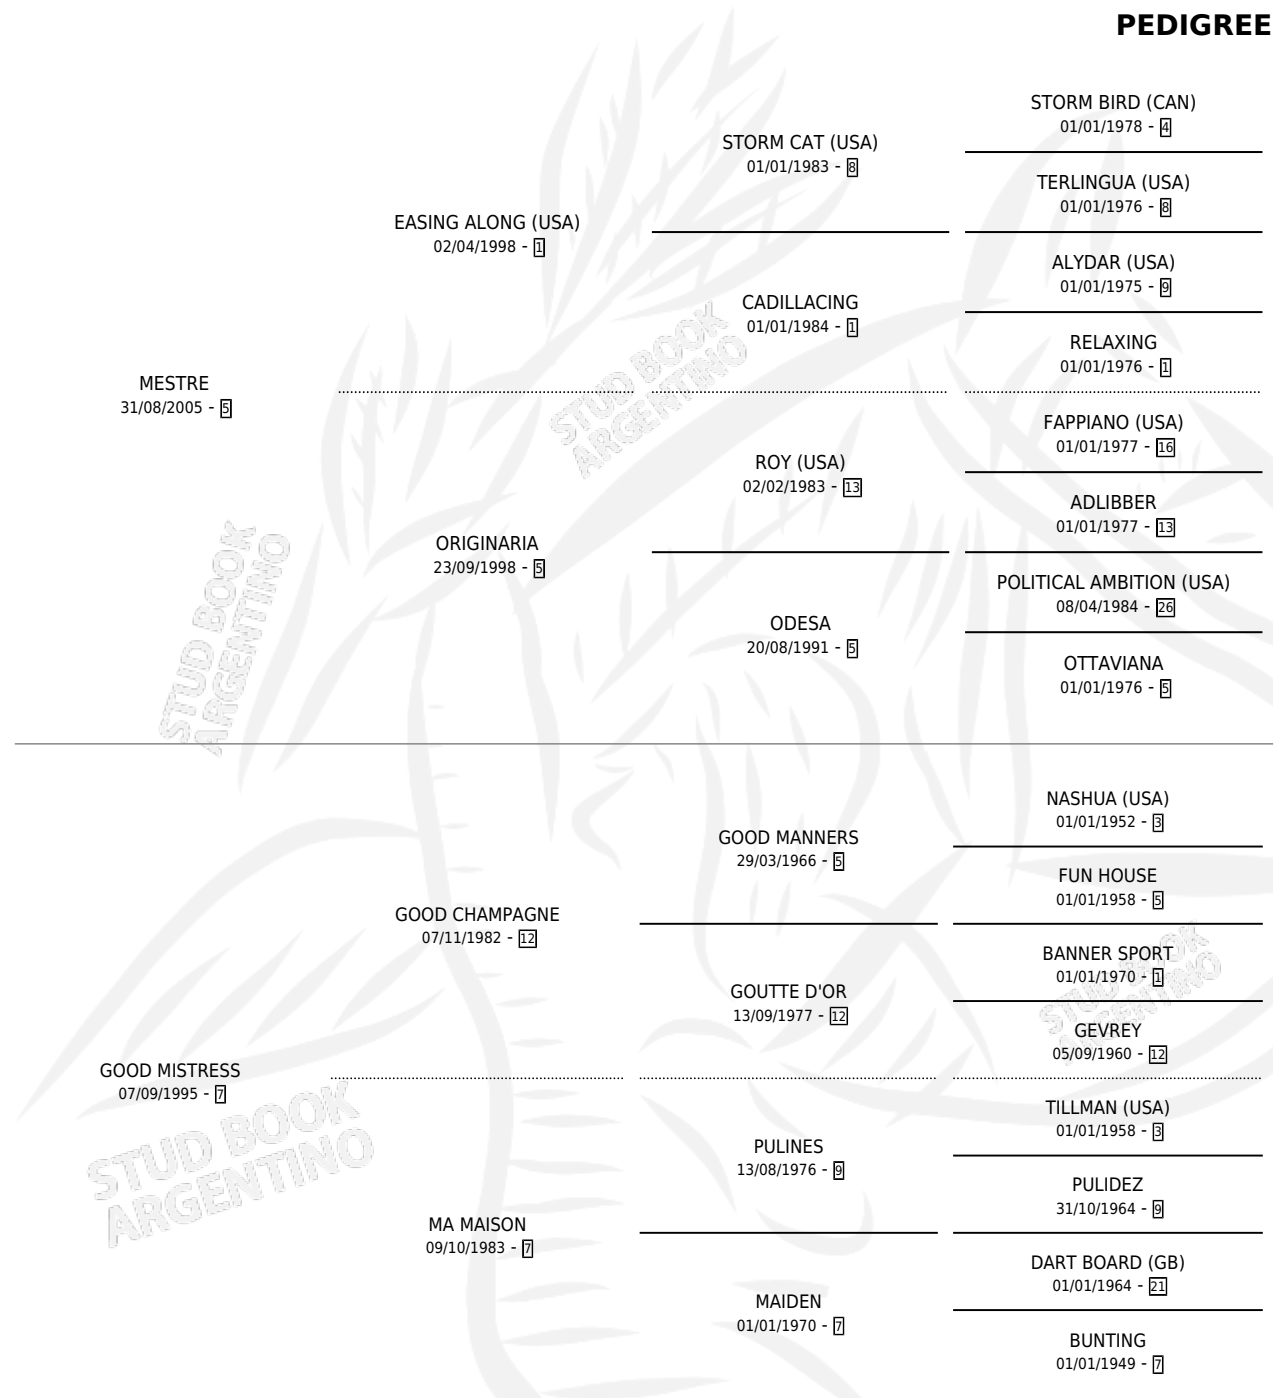 PEDIGREE
STORM BIRD (CAN)
01/01/1978 - 4
STORM CAT (USA)
01/01/1983 - 8
TERLINGUA (USA)
01/01/1976 - 8
EASING ALONG (USA)
02/04/1998 - 1
ALYDAR (USA)
01/01/1975 - 9
CADILLACING
01/01/1984 - 1
RELAXING
01/01/1976 - 1
MESTRE
31/08/2005 - 5
FAPPIANO (USA)
01/01/1977 - 16
ROY (USA)
02/02/1983 - 13
ADLIBBER
01/01/1977 - 13
ORIGINARIA
23/09/1998 - 5
POLITICAL AMBITION (USA)
08/04/1984 - 26
ODESA
20/08/1991 - 5
OTTAVIANA
01/01/1976 - 5
NASHUA (USA)
01/01/1952 - 3
GOOD MANNERS
29/03/1966 - 5
FUN HOUSE
01/01/1958 - 5
GOOD CHAMPAGNE
07/11/1982 - 12
BANNER SPORT
01/01/1970 - 1
GOUTTE D'OR
13/09/1977 - 12
GEVREY
05/09/1960 - 12
GOOD MISTRESS
07/09/1995 - 7
TILLMAN (USA)
01/01/1958 - 3
PULINES
13/08/1976 - 9
PULIDEZ
31/10/1964 - 9
MA MAISON
09/10/1983 - 7
DART BOARD (GB)
01/01/1964 - 21
MAIDEN
01/01/1970 - 7
BUNTING
01/01/1949 - 7
STUD BOOK
ARGENTINO
STUD BOOK
ARGENTINO
STUD BOOK
ARGENTINO
STUD BOOK
ARGENTINO